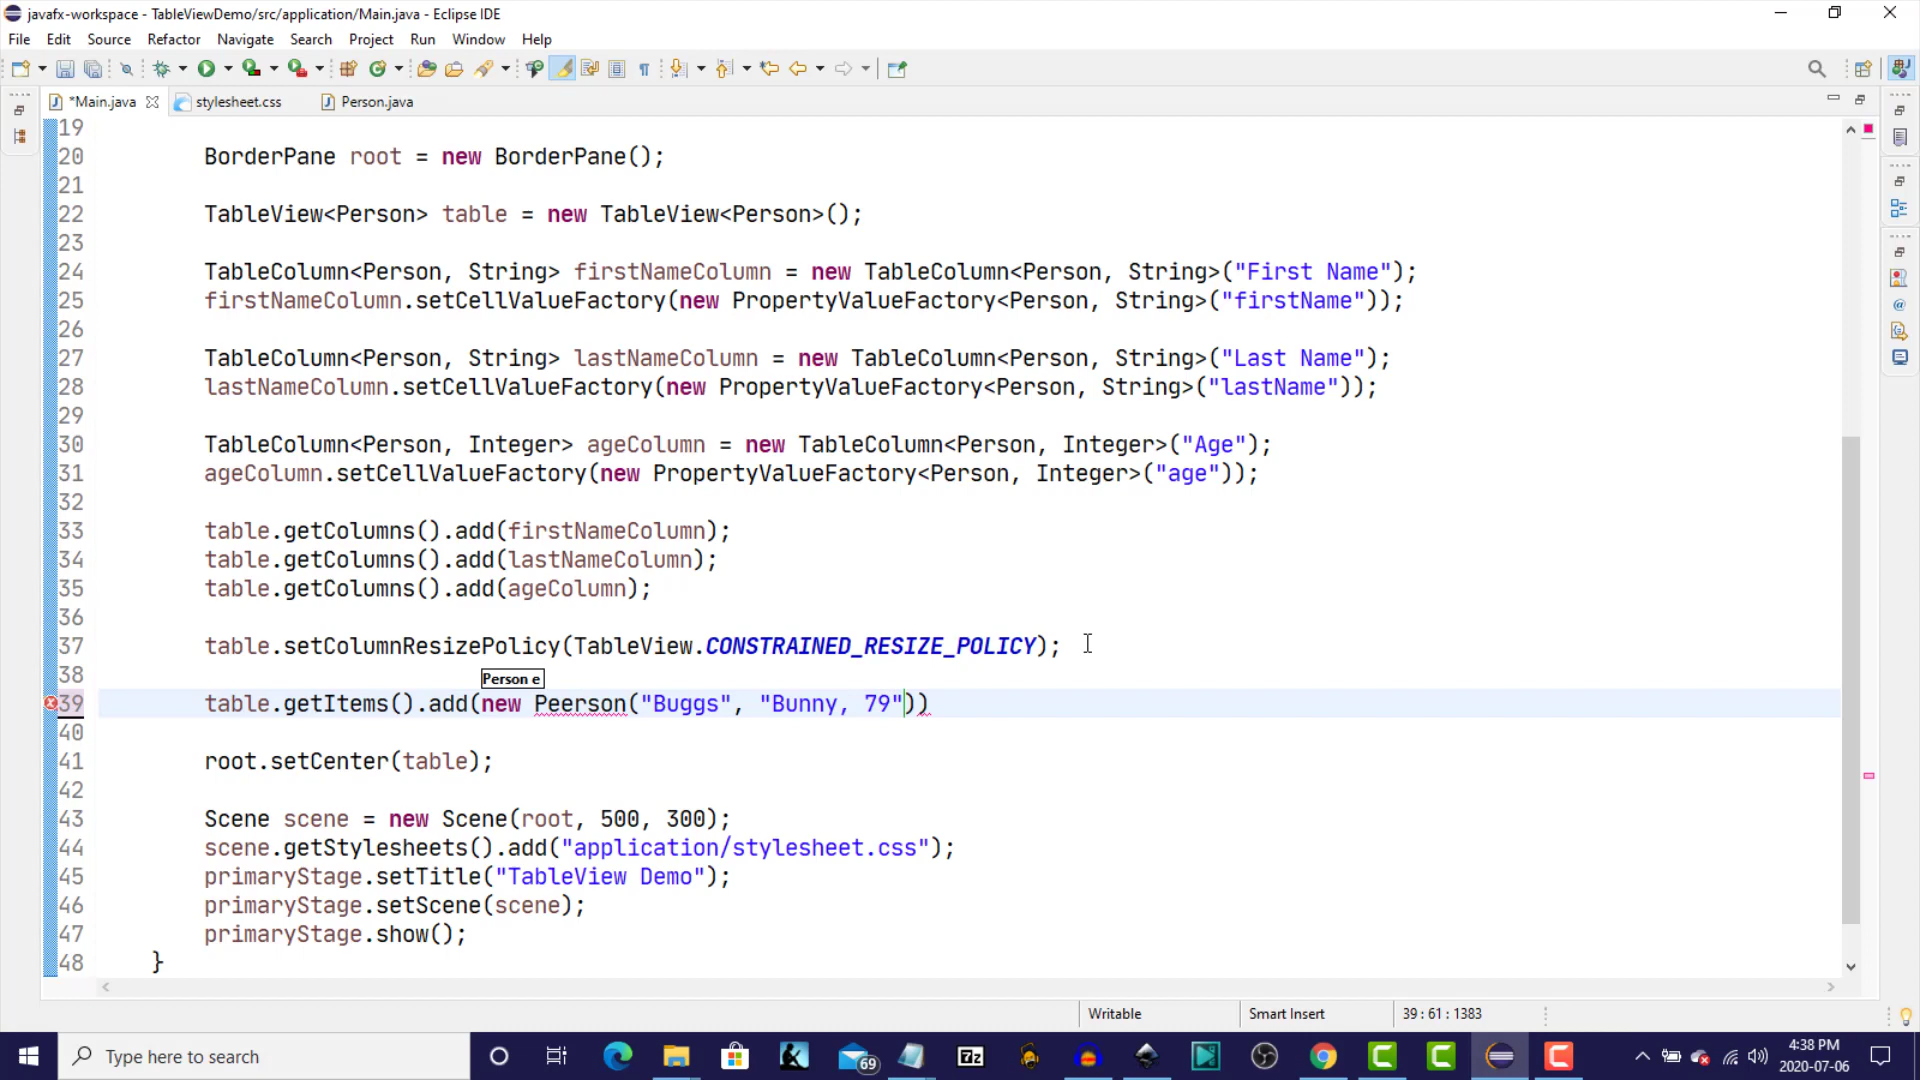 javafx-workspace - TableViewDemo/src/application/Main.java - Eclipse IDE
File Edit Source Refactor Navigate Search Project Run Window Help
*Main.java stylesheet.css Person.java
19
20 BorderPane root = new BorderPane();
21
22 TableView<Person> table = new TableView<Person>();
23
24 TableColumn<Person, String> firstNameColumn = new TableColumn<Person, String>("First Name");
25 firstNameColumn.setCellValueFactory(new PropertyValueFactory<Person, String>("firstName"));
26
27 TableColumn<Person, String> lastNameColumn = new TableColumn<Person, String>("Last Name");
28 lastNameColumn.setCellValueFactory(new PropertyValueFactory<Person, String>("lastName"));
29
30 TableColumn<Person, Integer> ageColumn = new TableColumn<Person, Integer>("Age");
31 ageColumn.setCellValueFactory(new PropertyValueFactory<Person, Integer>("age"));
32
33 table.getColumns().add(firstNameColumn);
34 table.getColumns().add(lastNameColumn);
35 table.getColumns().add(ageColumn);
36
37 table.setColumnResizePolicy(TableView.CONSTRAINED_RESIZE_POLICY);
38
Person e
39 table.getItems().add(new Peerson("Buggs", "Bunny, 79"))
40
41 root.setCenter(table);
42
43 Scene scene = new Scene(root, 500, 300);
44 scene.getStylesheets().add("application/stylesheet.css");
45 primaryStage.setTitle("TableView Demo");
46 primaryStage.setScene(scene);
47 primaryStage.show();
48 }
Writable Smart Insert 39 : 61 : 1383
Type here to search
69
7z
4:38 PM
2020-07-06